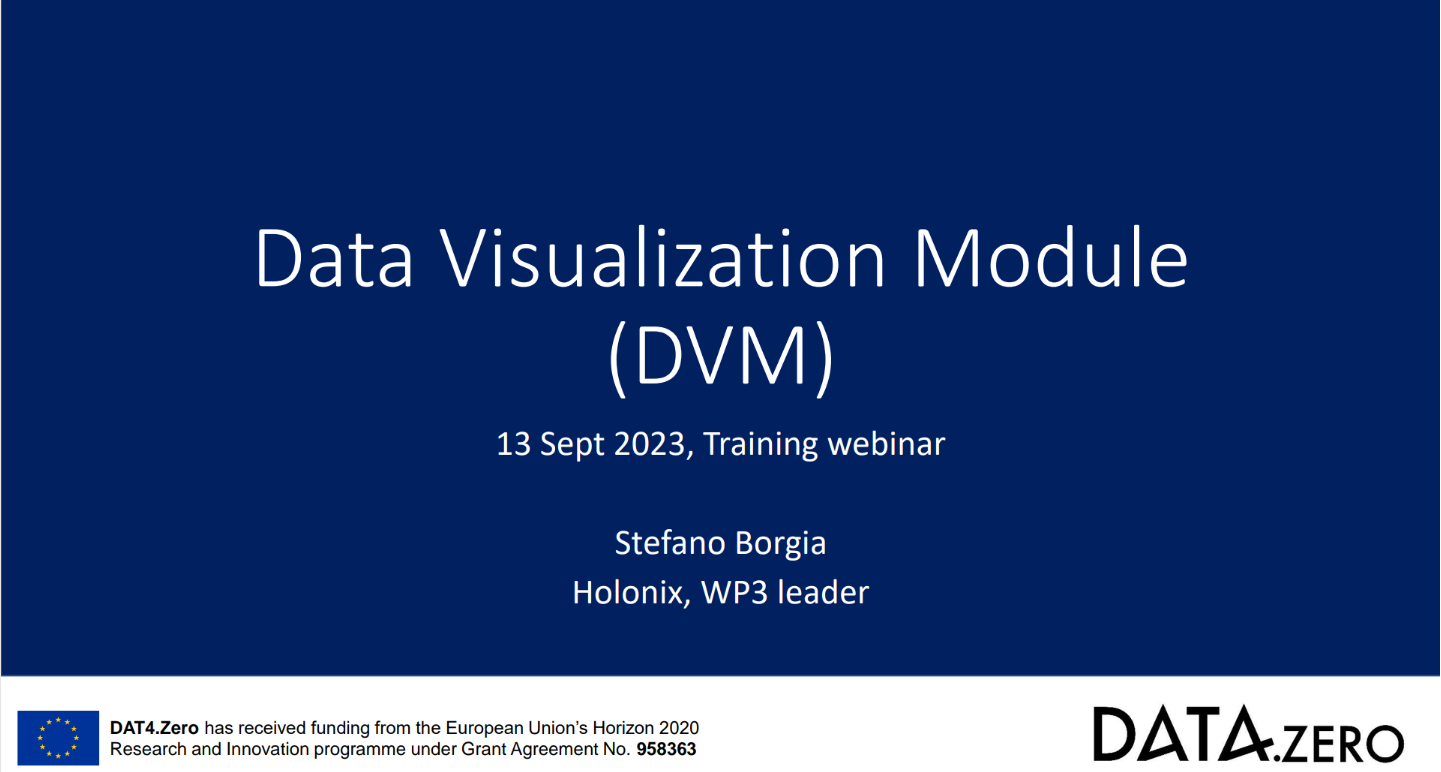 Data Visualization Module
(DVM)
13 Sept 2023, Training webinar
Stefano Borgia
Holonix, WP3 leader
DAT4.Zero has received funding from the European Union’s Horizon 2020
Research and Innovation programme under Grant Agreement No. 958363
DATA.ZERO